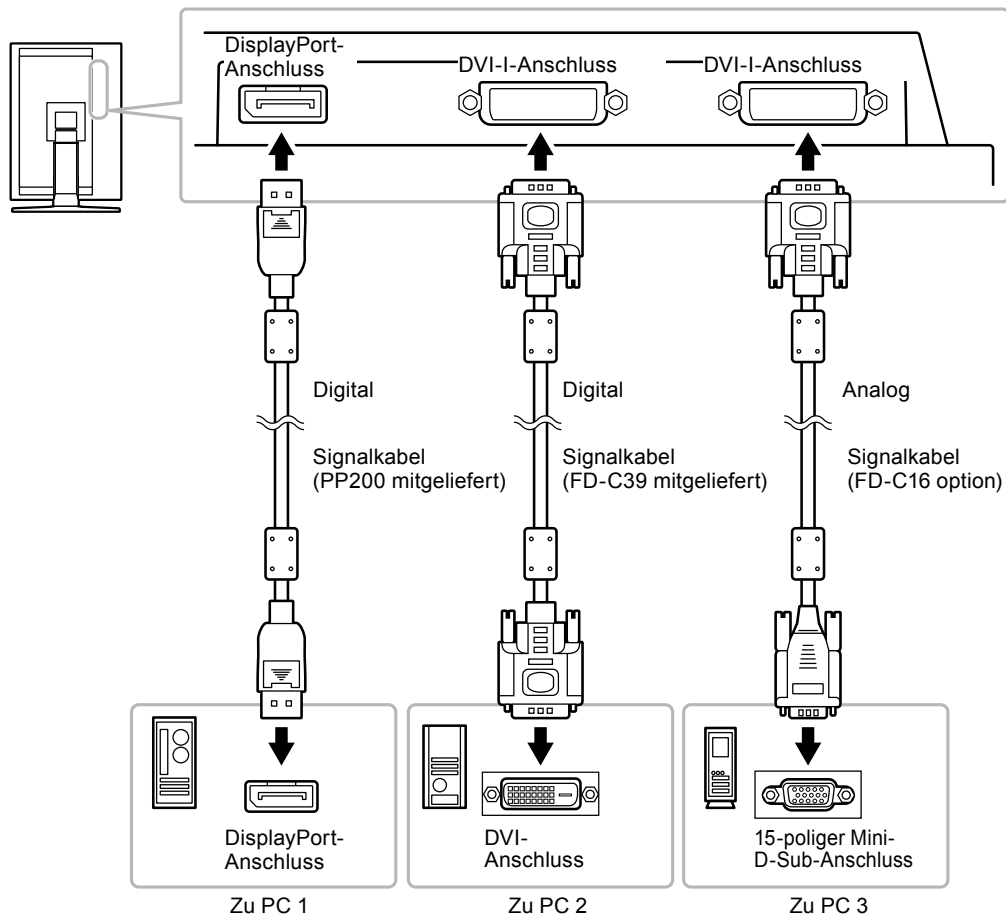 DisplayPort-
Anschluss
DVI-I-Anschluss
DVI-I-Anschluss
Digital
Signalkabel
(PP200 mitgeliefert)
Digital
Signalkabel
(FD-C39 mitgeliefert)
Analog
Signalkabel
(FD-C16 option)
DisplayPort-
Anschluss
DVI-
Anschluss
15-poliger Mini-
D-Sub-Anschluss
Zu PC 1
Zu PC 2
Zu PC 3